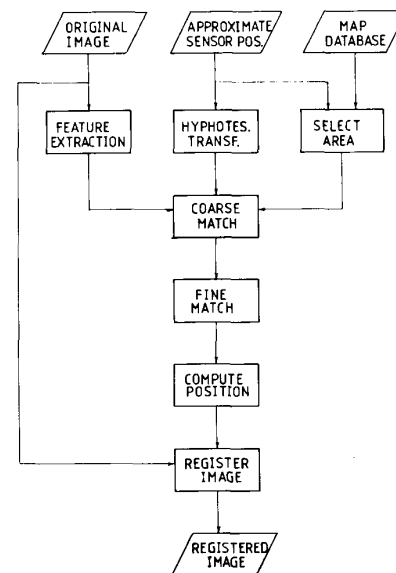 ORIGINAL
IMAGE
APPROXIMATE
SENSOR POS.
MAP
DATABASE
FEATURE
EXTRACTION
HYPHOTES.
TRANSF.
SELECT
AREA
COARSE
MATCH
FINE
MATCH
COMPUTE
POSITION
REGISTER
IMAGE
REGISTERED
IMAGE